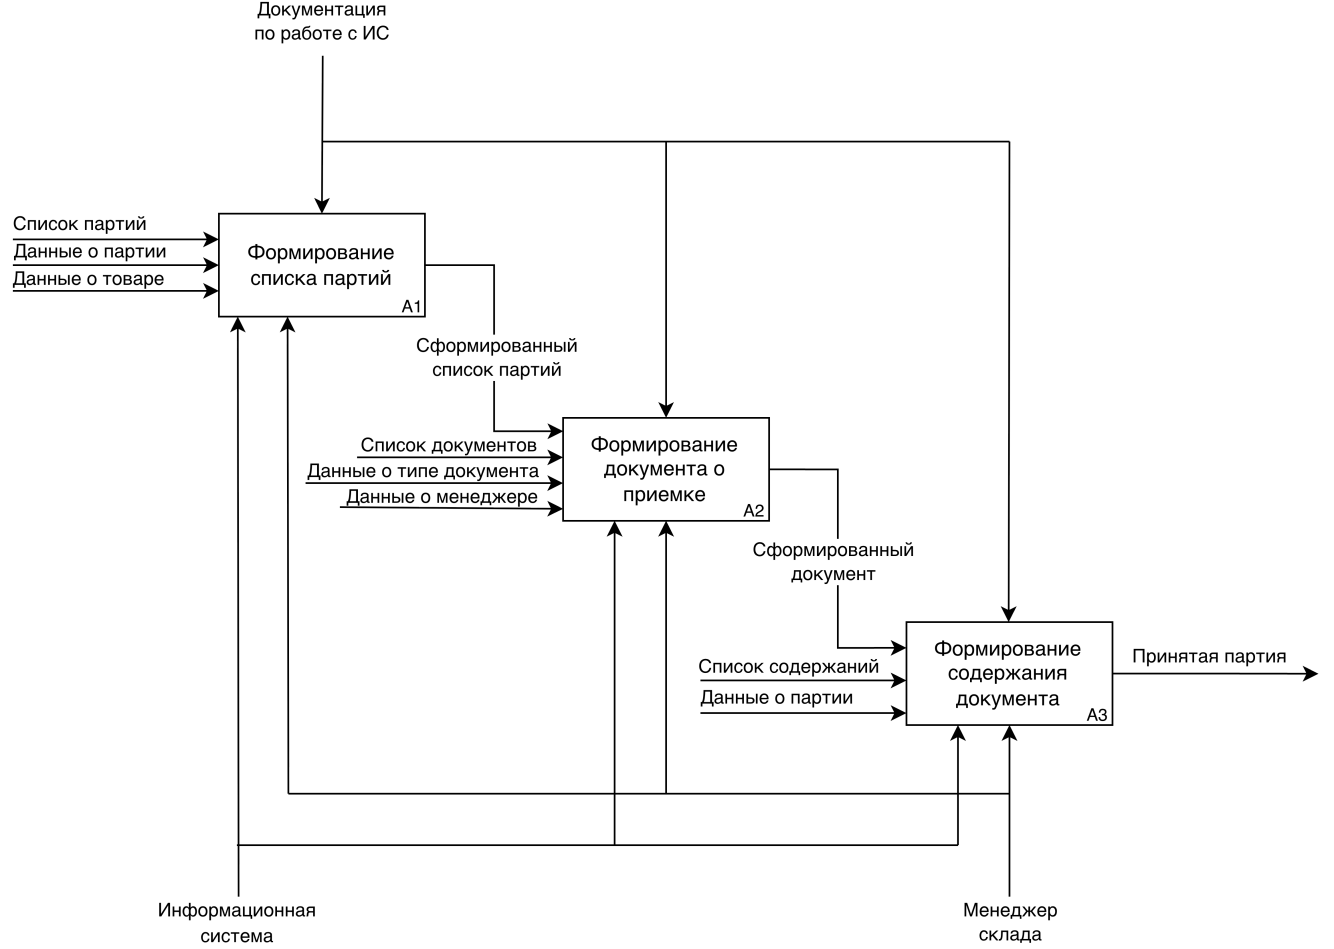 Документация
по работе с ИС
Список партий
Данные о партии
Данные о товаре
Формирование
списка партий
A1
Сформированный
список партий
Список документов
Данные о типе документа
Данные о менеджере
Формирование
документа о
приемке
A2
Сформированный
документ
Список содержаний
Данные о партии
Формирование
содержания
документа
A3
Принятая партия
Информационная
система
Менеджер
склада